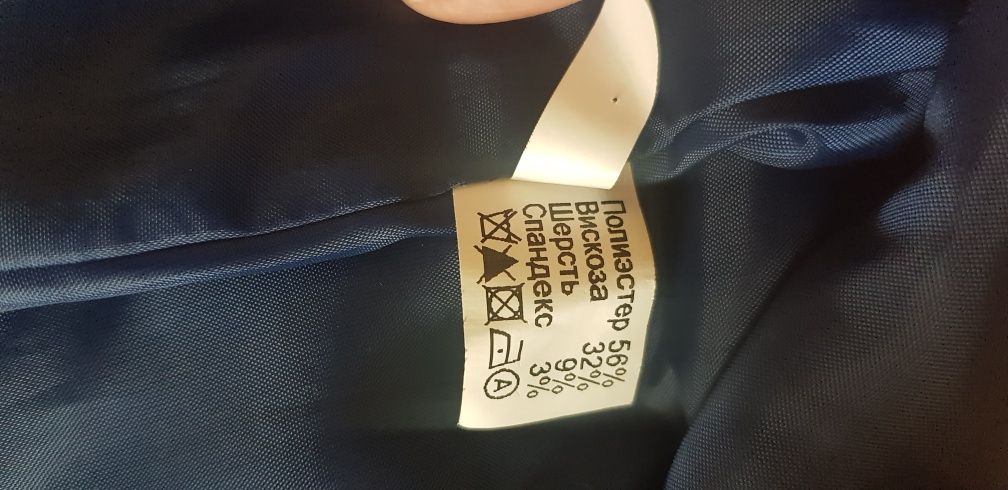 Полиэстер 56%
Вискоза 32%
Шерсть 9%
Спандекс 3%
A